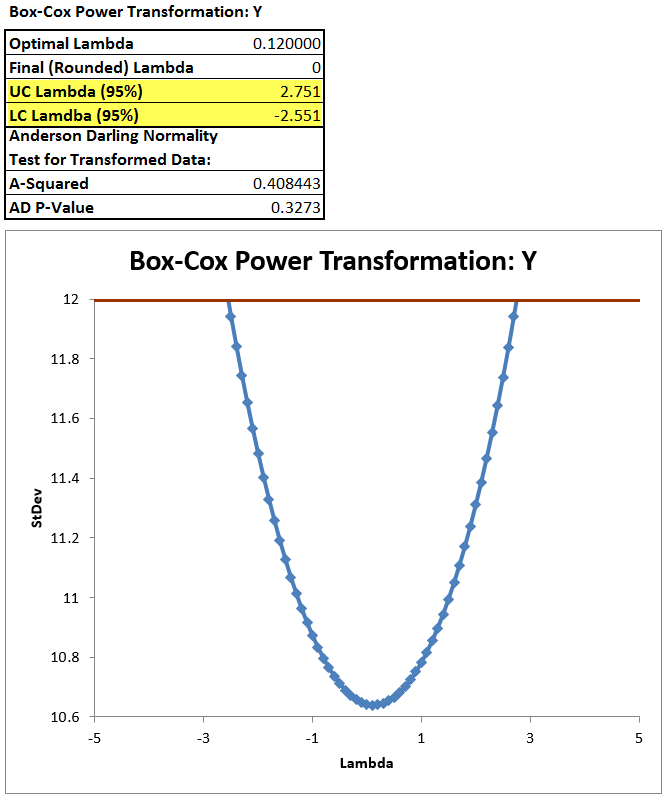 Box-Cox Power Transformation: Y
Optimal Lambda 0.120000
Final (Rounded) Lambda 0
UC Lambda (95%) 2.751
LC Lamdba (95%) -2.551
Anderson Darling Normality
Test for Transformed Data:
A-Squared 0.408443
AD P-Value 0.3273
Box-Cox Power Transformation: Y
12
11.8
11.6
11.4
11.2
11
10.8
10.6
StDev
-5 -3 -1 1 3 5
Lambda